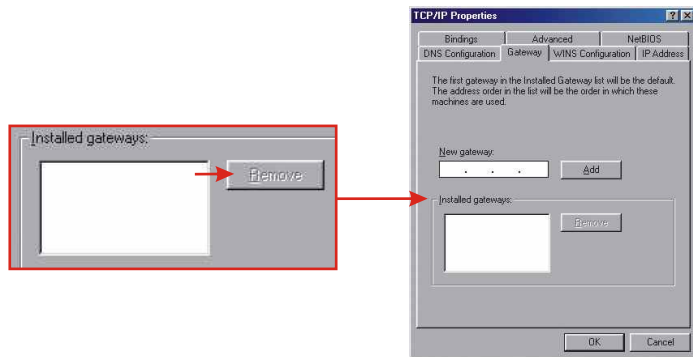 TCP/IP Properties
Bindings Advanced NetBIOS
DNS Configuration Gateway WINS Configuration IP Address
The first gateway in the Installed Gateway list will be the default.
The address order in the list will be the order in which these
machines are used.
New gateway:
. . .
Add
Installed gateways:
Remove
Installed gateways:
Remove
OK Cancel